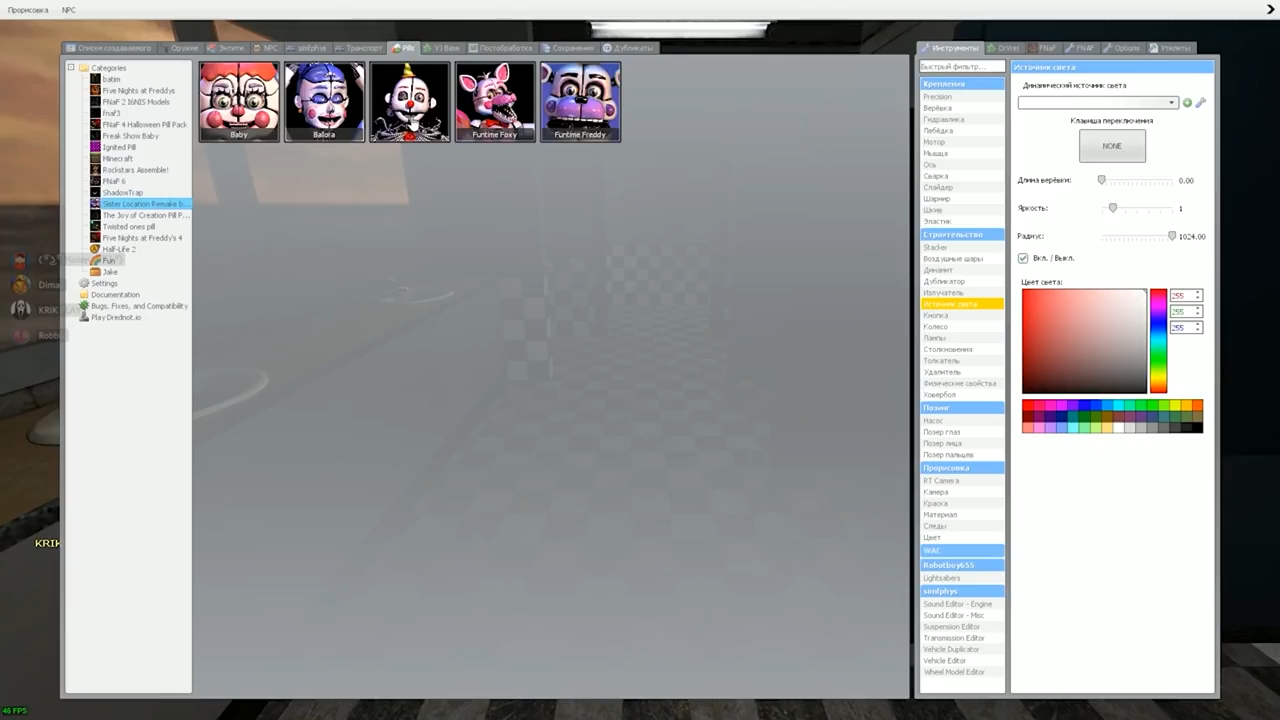 Прорисовка NPC
Списки создаваемого Оружие Энтити NPC simfphys Транспорт Pills VJ Base Постобработка Сохранения Дубликаты
Categories
batim
Five Nights at Freddys
FNaF 2 IGNIS Models
fnaf3
FNaF 4 Halloween Pill Pack
Freak Show Baby
Ignited Pill
Minecraft
Rockstars Assemble!
FNaF 6
ShadowTrap
Sister Location Remake b...
The Joy of Creation Pill P...
Twisted ones pill
Five Nights at Freddy's 4
Half-Life 2
Fun
Jake
Settings
Documentation
Bugs, Fixes, and Compatibility
Play Drednot.io
Dima
KRIK
Robb
KRIK
46 FPS
Baby
Ballora
Funtime Foxy
Funtime Freddy
Инструменты Drive FNaF FNAF Options Утилиты
Быстрый фильтр...
Крепления
Precision
Верёвка
Гидравлика
Лебёдка
Мотор
Мышца
Ось
Сварка
Слайдер
Шарнир
Шкив
Эластик
Строительство
Stacker
Воздушные шары
Динамит
Дубликатор
Излучатель
Источник света
Кнопка
Колесо
Лампы
Столкновения
Толкатель
Удалитель
Физические свойства
Ховербол
Позинг
Насос
Позер глаз
Позер лица
Позер пальцев
Прорисовка
RT Camera
Камера
Краска
Материал
Следы
Цвет
WAC
Robotboy655
Lightsabers
simfphys
Sound Editor - Engine
Sound Editor - Misc
Suspension Editor
Transmission Editor
Vehicle Duplicator
Vehicle Editor
Wheel Model Editor
Источник света
Динамический источник света
Клавиша переключения
NONE
Длина верёвки: 0.00
Яркость: 1
Радиус: 1024.00
Вкл. / Выкл.
Цвет света:
255
255
255